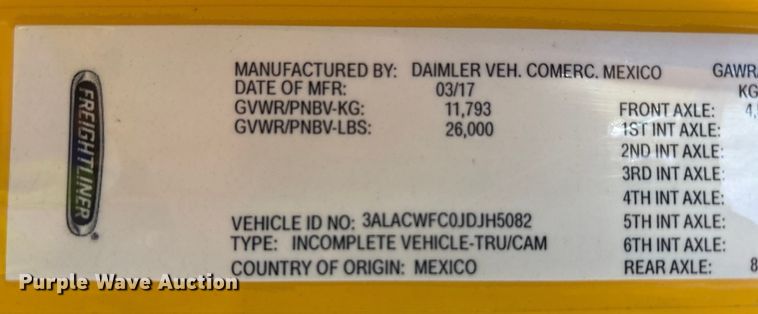 FREIGHTLINER ®
MANUFACTURED BY: DAIMLER VEH. COMERC. MEXICO GAWR/
DATE OF MFR: 03/17 KG
GVWR/PNBV-KG: 11,793 FRONT AXLE: 4,
GVWR/PNBV-LBS: 26,000 1ST INT AXLE:
2ND INT AXLE:
3RD INT AXLE:
4TH INT AXLE:
VEHICLE ID NO: 3ALACWFC0JDJH5082 5TH INT AXLE:
TYPE: INCOMPLETE VEHICLE-TRU/CAM 6TH INT AXLE:
COUNTRY OF ORIGIN: MEXICO REAR AXLE: 8
Purple Wave Auction